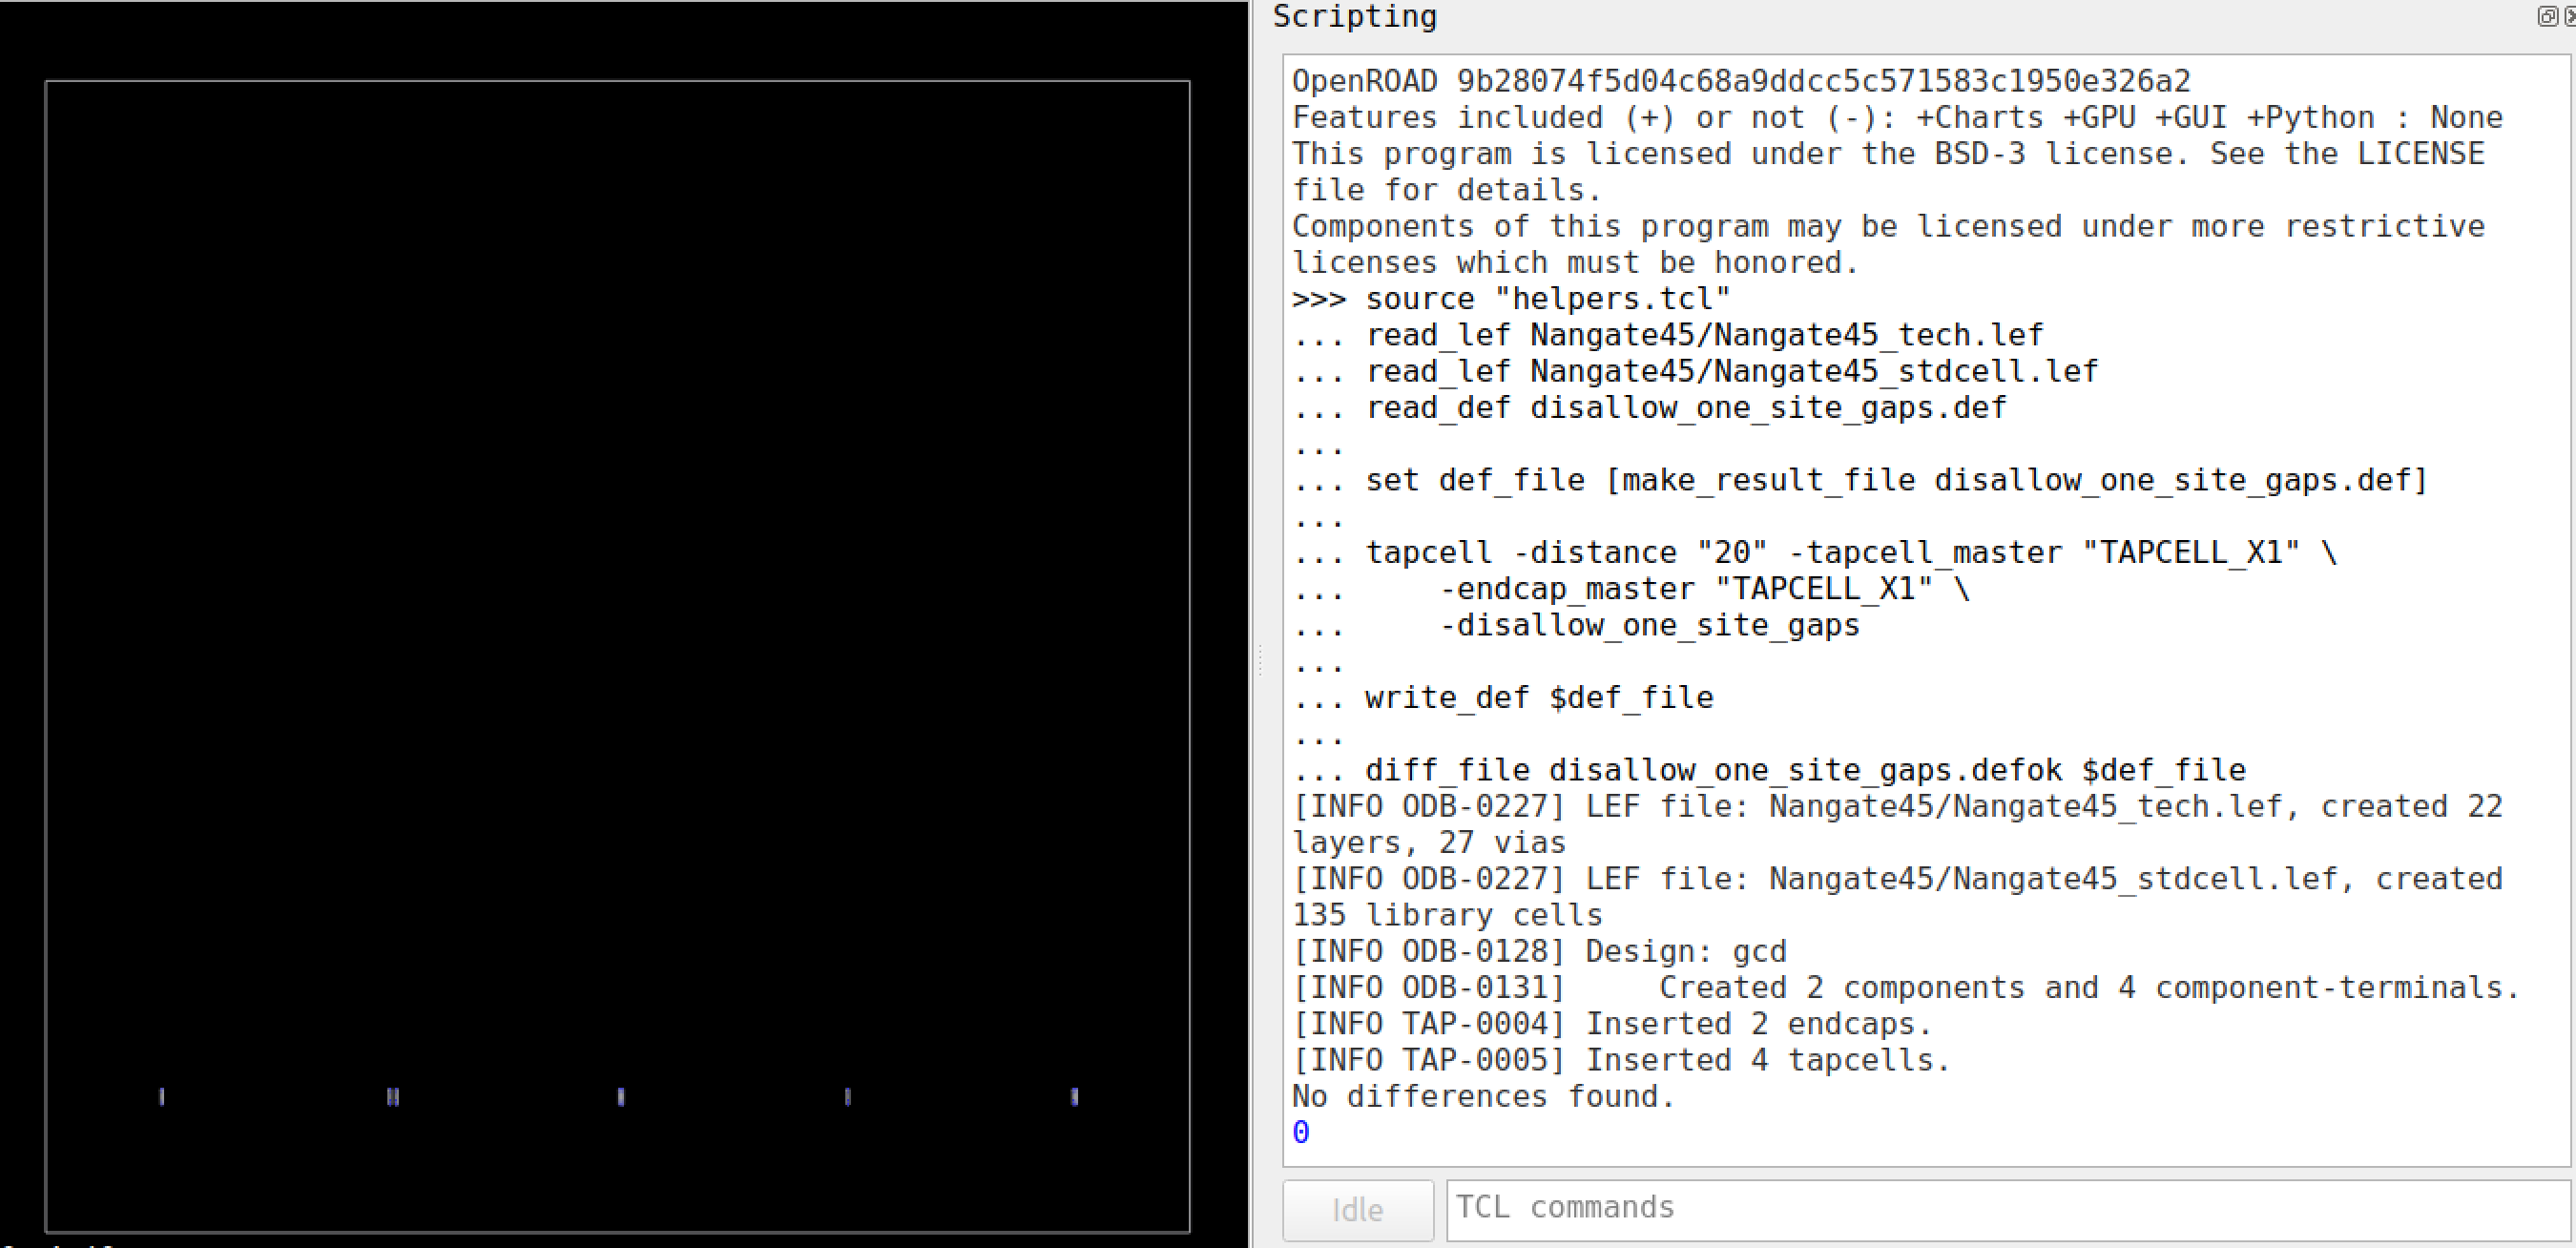 Scripting
OpenROAD 9b28074f5d04c68a9ddcc5c571583c1950e326a2
Features included (+) or not (-): +Charts +GPU +GUI +Python : None
This program is licensed under the BSD-3 license. See the LICENSE
file for details.
Components of this program may be licensed under more restrictive
licenses which must be honored.
>>> source "helpers.tcl"
... read_lef Nangate45/Nangate45_tech.lef
... read_lef Nangate45/Nangate45_stdcell.lef
... read_def disallow_one_site_gaps.def
...
... set def_file [make_result_file disallow_one_site_gaps.def]
...
... tapcell -distance "20" -tapcell_master "TAPCELL_X1" \
...     -endcap_master "TAPCELL_X1" \
...     -disallow_one_site_gaps
...
... write_def $def_file
...
... diff_file disallow_one_site_gaps.defok $def_file
[INFO ODB-0227] LEF file: Nangate45/Nangate45_tech.lef, created 22
layers, 27 vias
[INFO ODB-0227] LEF file: Nangate45/Nangate45_stdcell.lef, created
135 library cells
[INFO ODB-0128] Design: gcd
[INFO ODB-0131]     Created 2 components and 4 component-terminals.
[INFO TAP-0004] Inserted 2 endcaps.
[INFO TAP-0005] Inserted 4 tapcells.
No differences found.
0
Idle
TCL commands